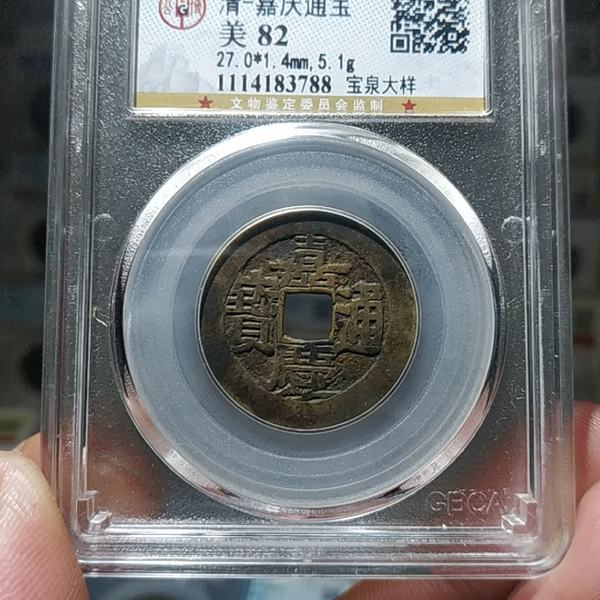 清-嘉庆通宝
美 82
27.0*1.4mm,5.1g
1114183788 宝泉大样
文物鉴定委员会监制
嘉慶通寶
GBCA